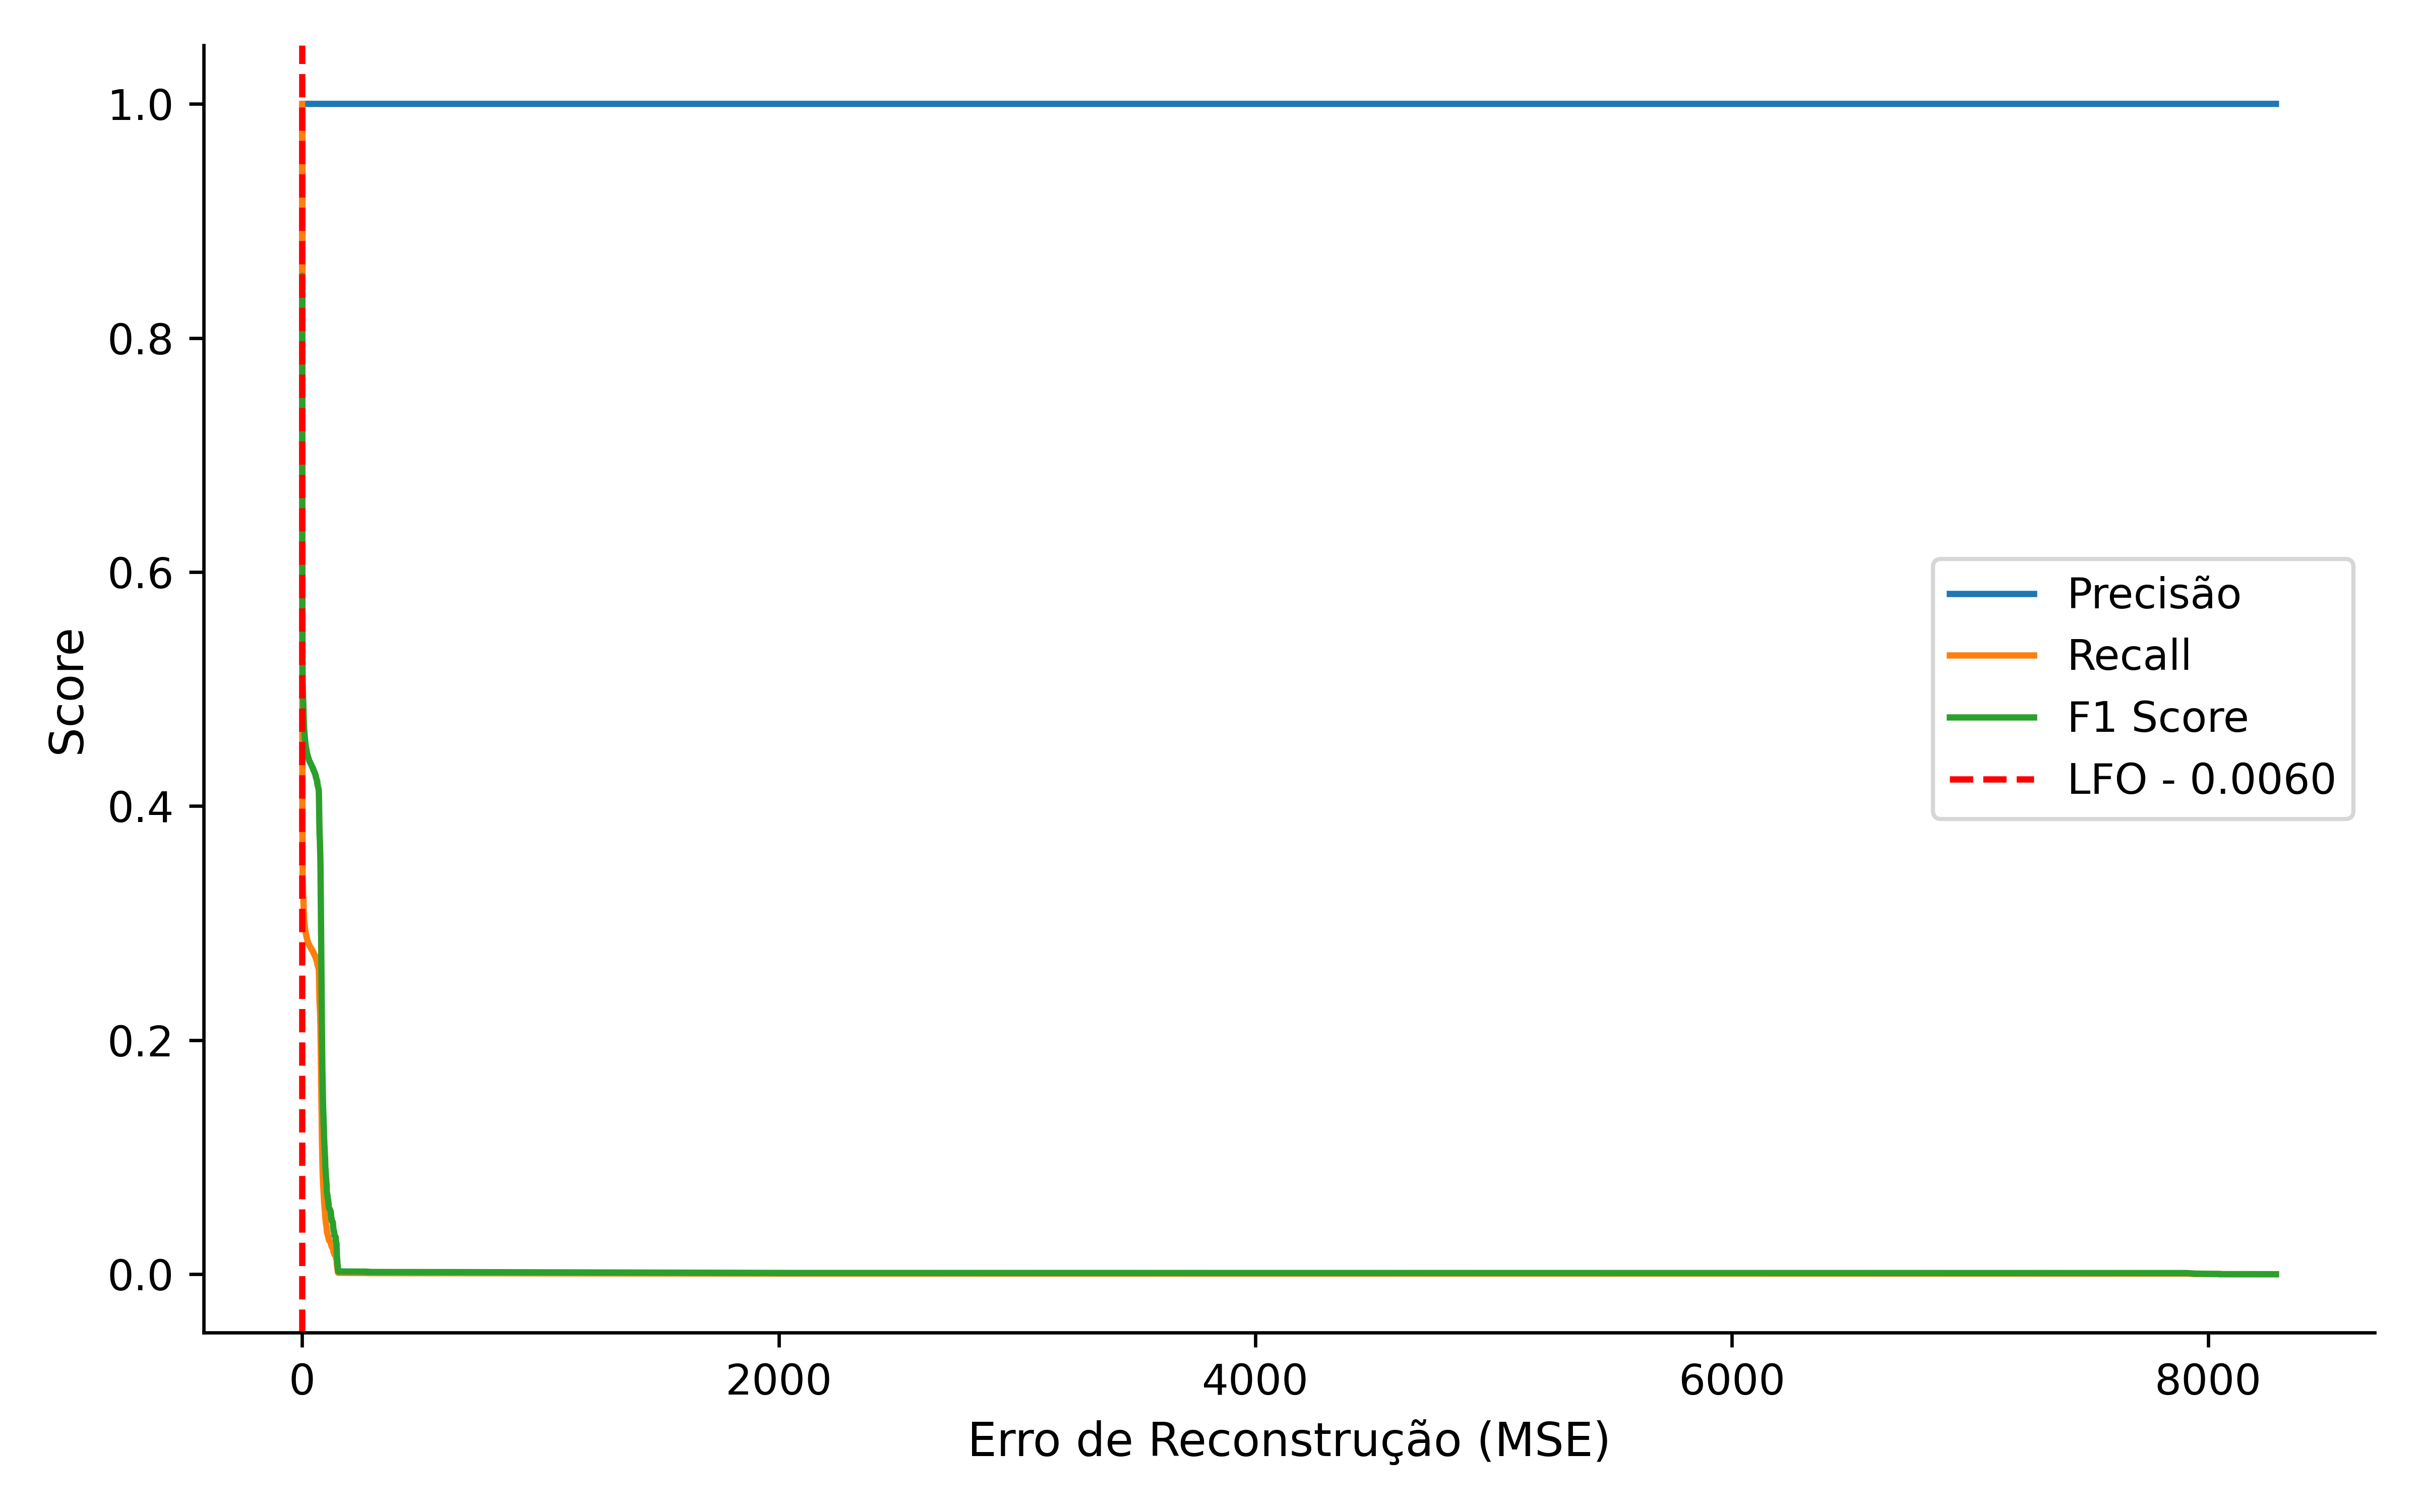 1.0
0.8
0.6
0.4
0.2
0.0
Score
Precisão
Recall
F1 Score
LFO - 0.0060
0
2000
4000
6000
8000
Erro de Reconstrução (MSE)